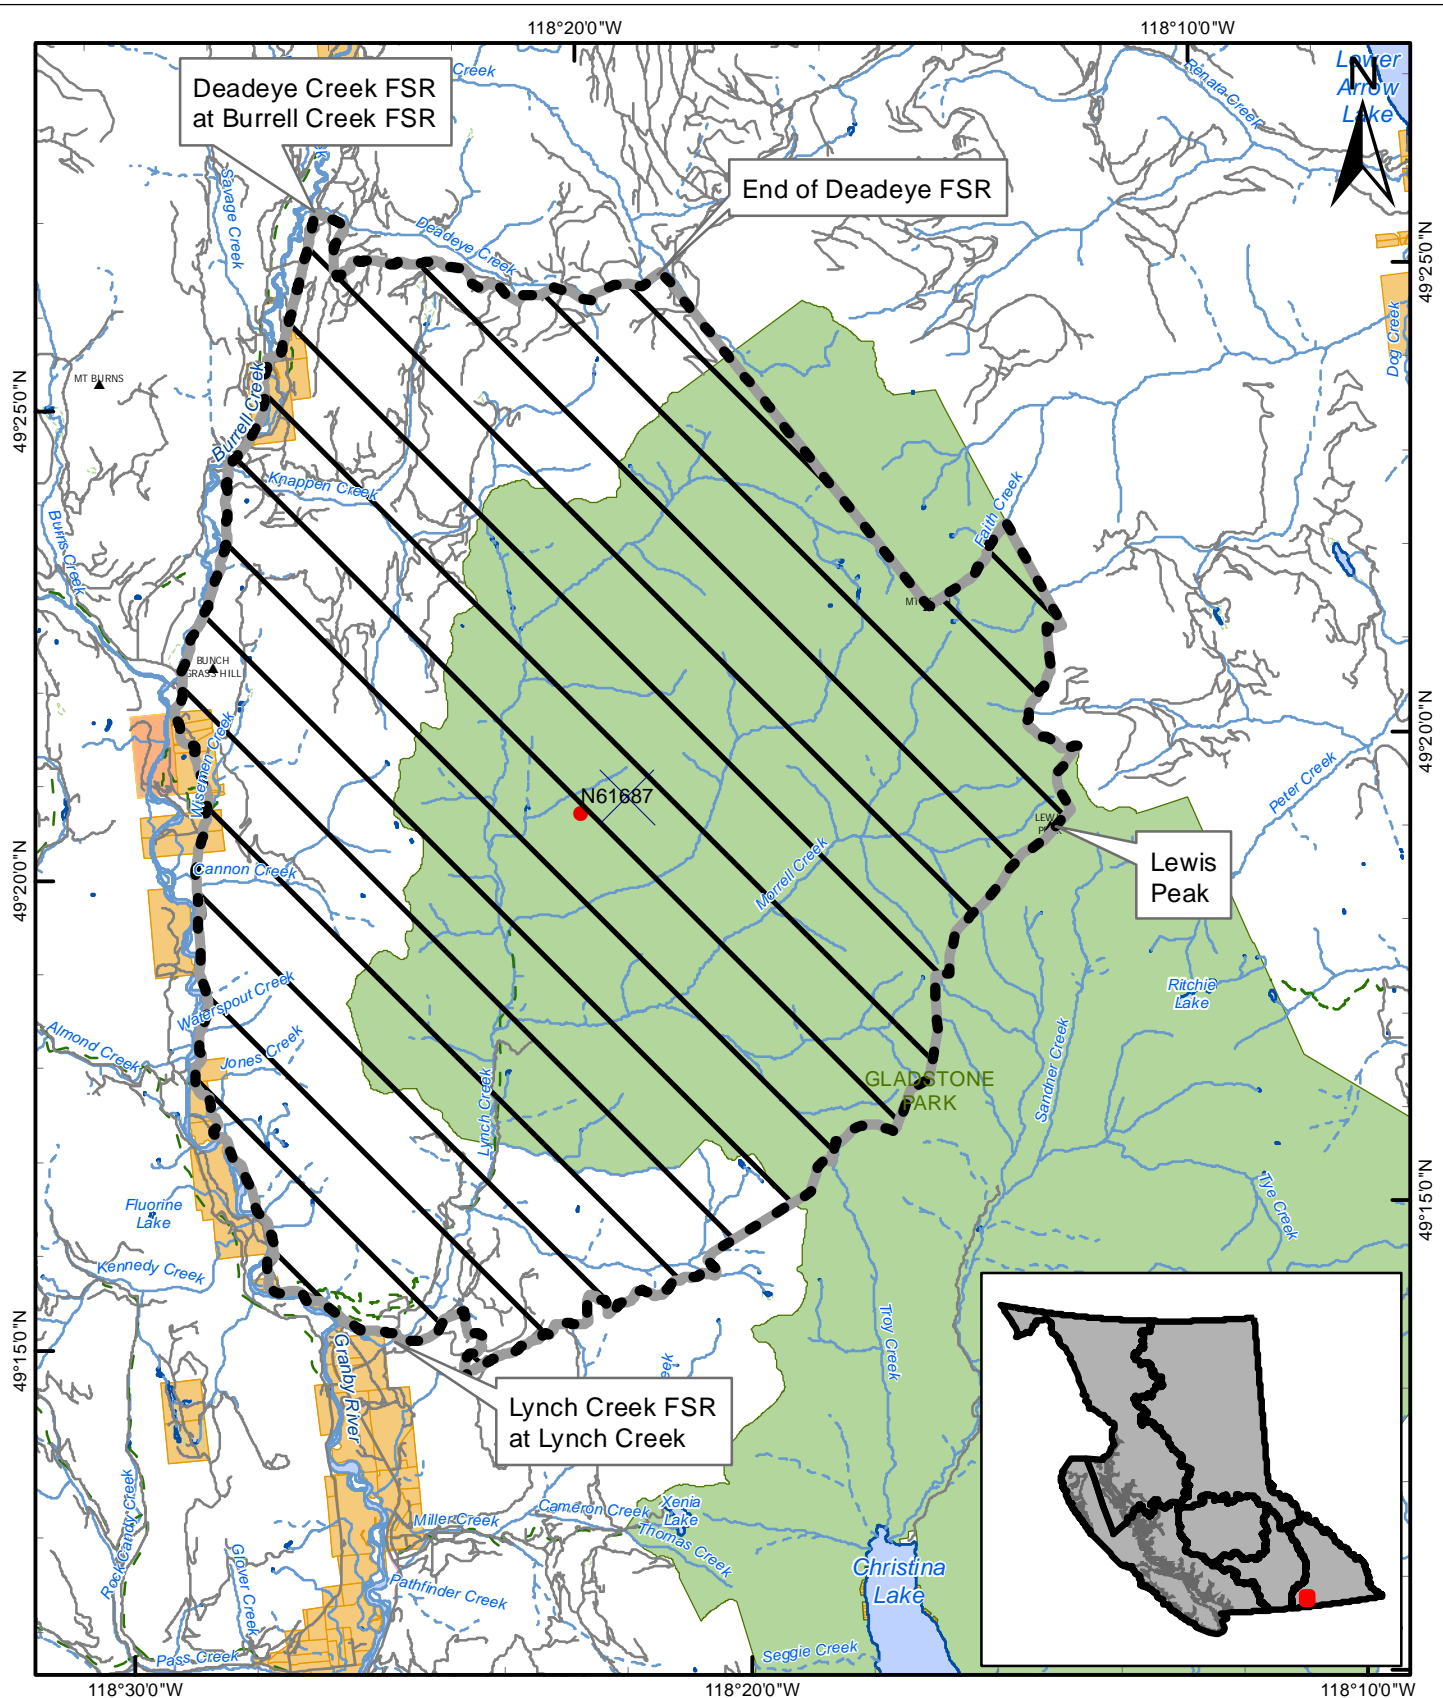 118°20'0"W
118°10'0"W
Creek
Renata Creek
Lower
Arrow
Lake
N
Deadeye Creek FSR
at Burrell Creek FSR
End of Deadeye FSR
Savage Creek
Deadeye Creek
49°25'0"N
Dog Creek
MT BURNS
49°25'0"N
Burrell Creek
Knappen Creek
Faith Creek
Burns Creek
MT
BUNCH
GRASS HILL
49°20'0"N
Wisemen Creek
Peter Creek
N61687
LEWIS
Lewis
Peak
Morrell Creek
Cannon Creek
49°20'0"N
Waterspout Creek
Ritchie
Lake
Almond Creek
Jones Creek
Sandner Creek
Lynch Creek
GLADSTONE
PARK
49°15'0"N
Fluorine
Lake
Tye Creek
Kennedy Creek
Troy Creek
49°15'0"N
Granby River
eek
Lynch Creek FSR
at Lynch Creek
Rock Candy Creek
Miller Creek
Cameron Creek
Xenia
Lake
Thomas Creek
Glover Creek
Pathfinder Creek
Christina
Lake
Pass Creek
Seggie Creek
118°30'0"W
118°20'0"W
118°10'0"W